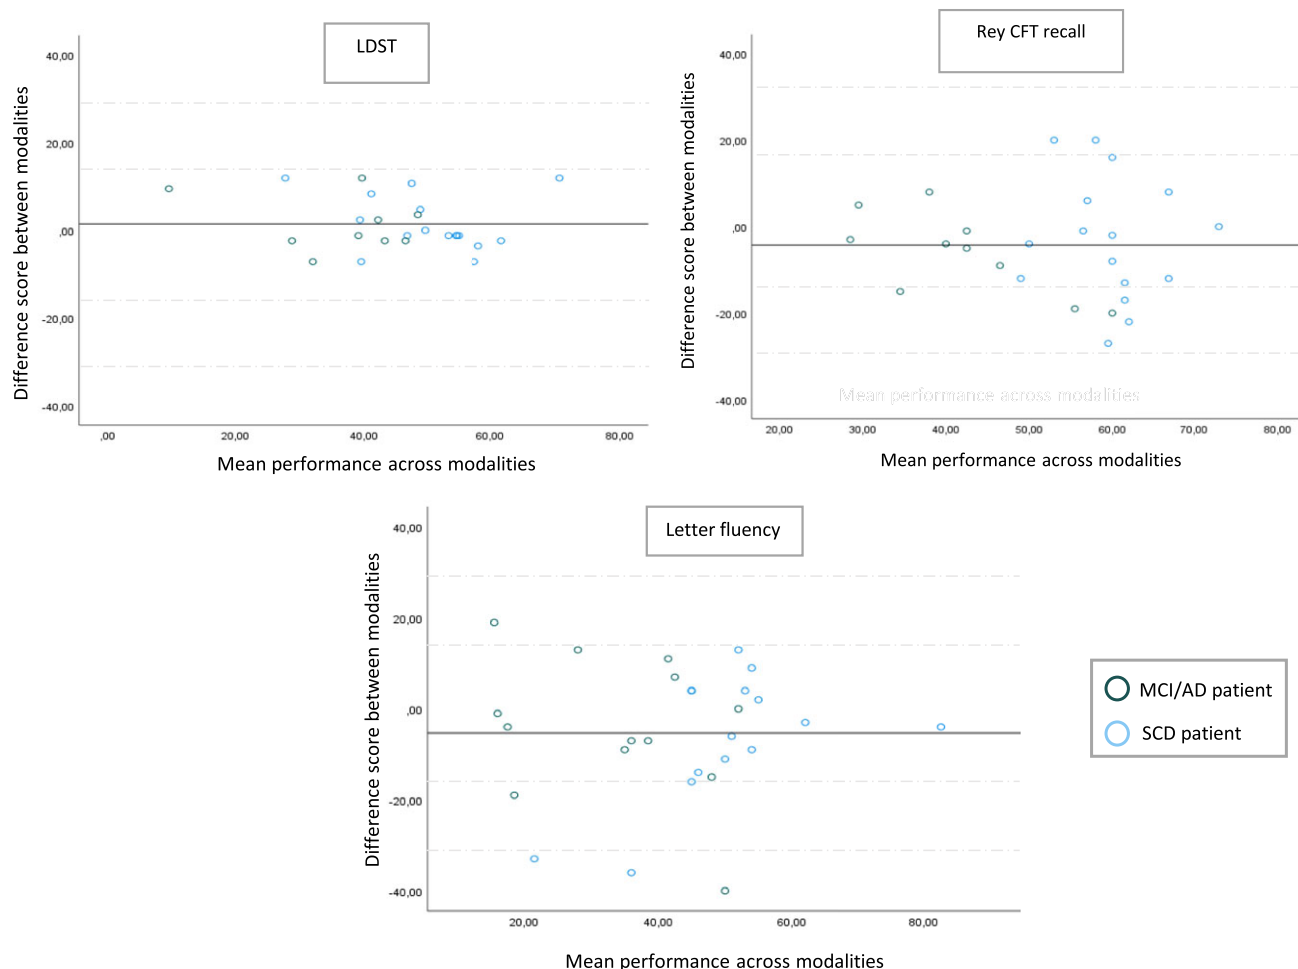 LDST
Difference score between modalities
40,00
20,00
,00
-20,00
-40,00
,00 20,00 40,00 60,00 80,00
Mean performance across modalities
Rey CFT recall
Difference score between modalities
40,00
20,00
,00
-20,00
-40,00
Mean performance across modalities
20,00 30,00 40,00 50,00 60,00 70,00 80,00
Mean performance across modalities
Letter fluency
Difference score between modalities
40,00
20,00
,00
-20,00
-40,00
20,00 40,00 60,00 80,00
Mean performance across modalities
MCI/AD patient
SCD patient